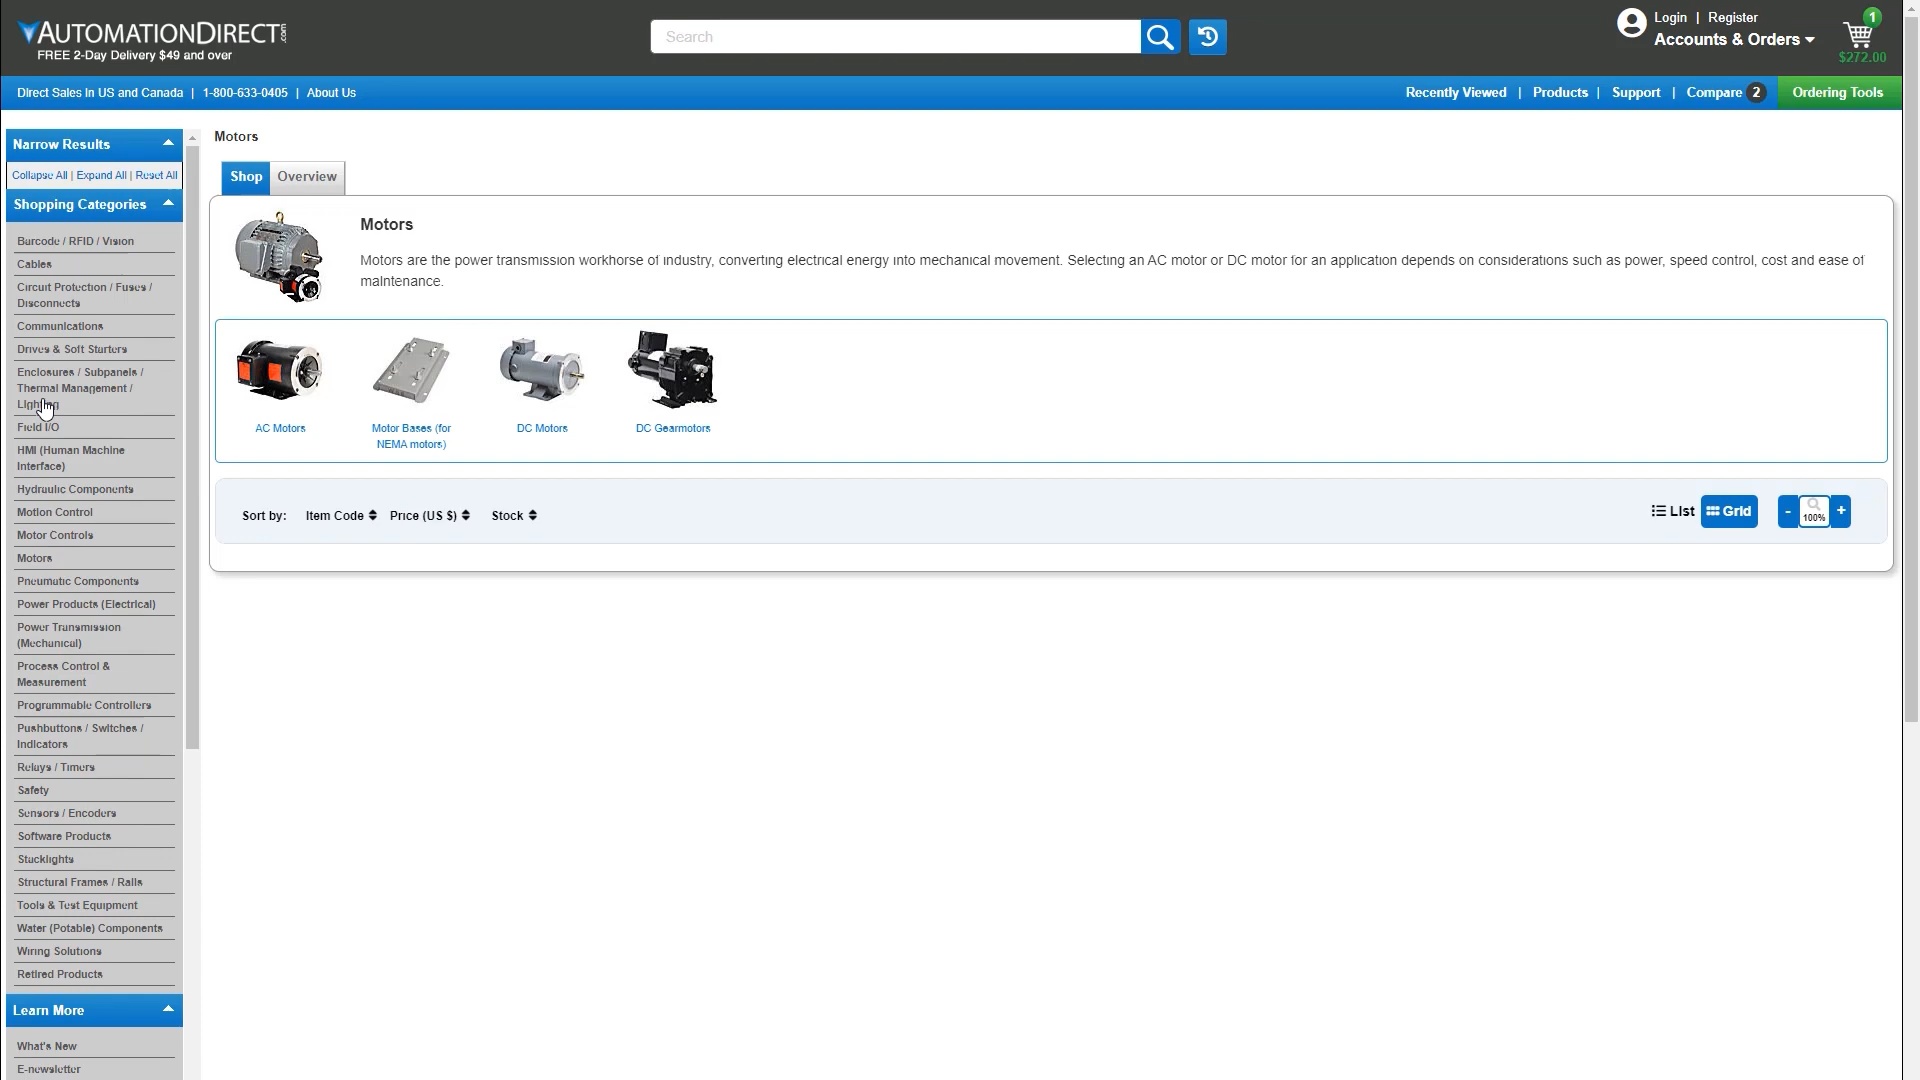 AUTOMATIONDIRECT.com
FREE 2-Day Delivery $49 and over
Search
Login | Register
Accounts & Orders
1
$272.00
Direct Sales in US and Canada | 1-800-633-0405 | About Us
Recently Viewed | Products | Support | Compare 2
Ordering Tools
Narrow Results
Collapse All | Expand All | Reset All
Shopping Categories
Barcode / RFID / Vision
Cables
Circuit Protection / Fuses /
Disconnects
Communications
Drives & Soft Starters
Enclosures / Subpanels /
Thermal Management /
Lighting
Field I/O
HMI (Human Machine
Interface)
Hydraulic Components
Motion Control
Motor Controls
Motors
Pneumatic Components
Power Products (Electrical)
Power Transmission
(Mechanical)
Process Control &
Measurement
Programmable Controllers
Pushbuttons / Switches /
Indicators
Relays / Timers
Safety
Sensors / Encoders
Software Products
Stacklights
Structural Frames / Rails
Tools & Test Equipment
Water (Potable) Components
Wiring Solutions
Retired Products
Learn More
What's New
E-newsletter
Motors
Shop
Overview
Motors
Motors are the power transmission workhorse of industry, converting electrical energy into mechanical movement. Selecting an AC motor or DC motor for an application depends on considerations such as power, speed control, cost and ease of
maintenance.
AC Motors
Motor Bases (for
NEMA motors)
DC Motors
DC Gearmotors
Sort by: Item Code Price (US $) Stock
List
Grid
- 100% +